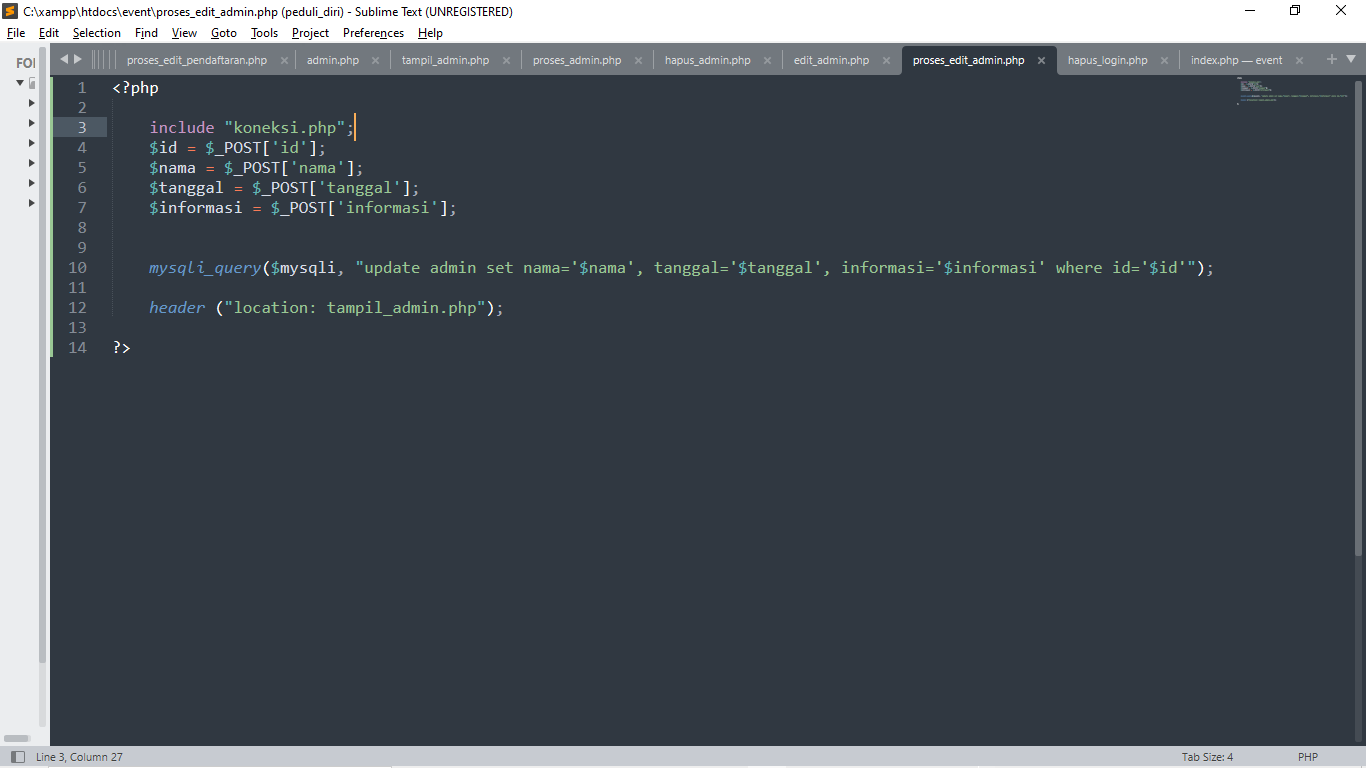 C:\xampp\htdocs\event\proses_edit_admin.php (peduli_diri) - Sublime Text (UNREGISTERED)
File Edit Selection Find View Goto Tools Project Preferences Help
FOI
proses_edit_pendaftaran.php × admin.php × tampil_admin.php × proses_admin.php × hapus_admin.php × edit_admin.php × proses_edit_admin.php × hapus_login.php × index.php — event × +
1 <?php
2
3 include "koneksi.php";
4 $id = $_POST['id'];
5 $nama = $_POST['nama'];
6 $tanggal = $_POST['tanggal'];
7 $informasi = $_POST['informasi'];
8
9
10 mysqli_query($mysqli, "update admin set nama='$nama', tanggal='$tanggal', informasi='$informasi' where id='$id'");
11
12 header ("location: tampil_admin.php");
13
14 ?>
Line 3, Column 27 Tab Size: 4 PHP